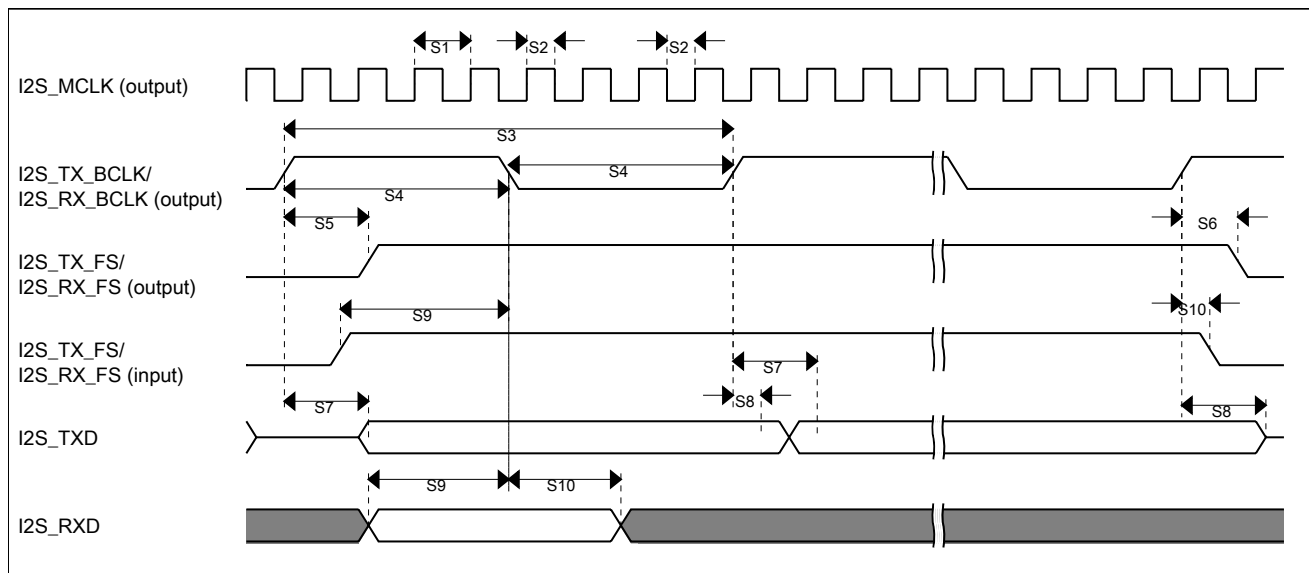 S1
S2
S2
I2S_MCLK (output)
S3
I2S_TX_BCLK/
I2S_RX_BCLK (output)
S4
S4
S5
S6
I2S_TX_FS/
I2S_RX_FS (output)
S9
S10
I2S_TX_FS/
I2S_RX_FS (input)
S7
S7
S8
S8
I2S_TXD
S9
S10
I2S_RXD